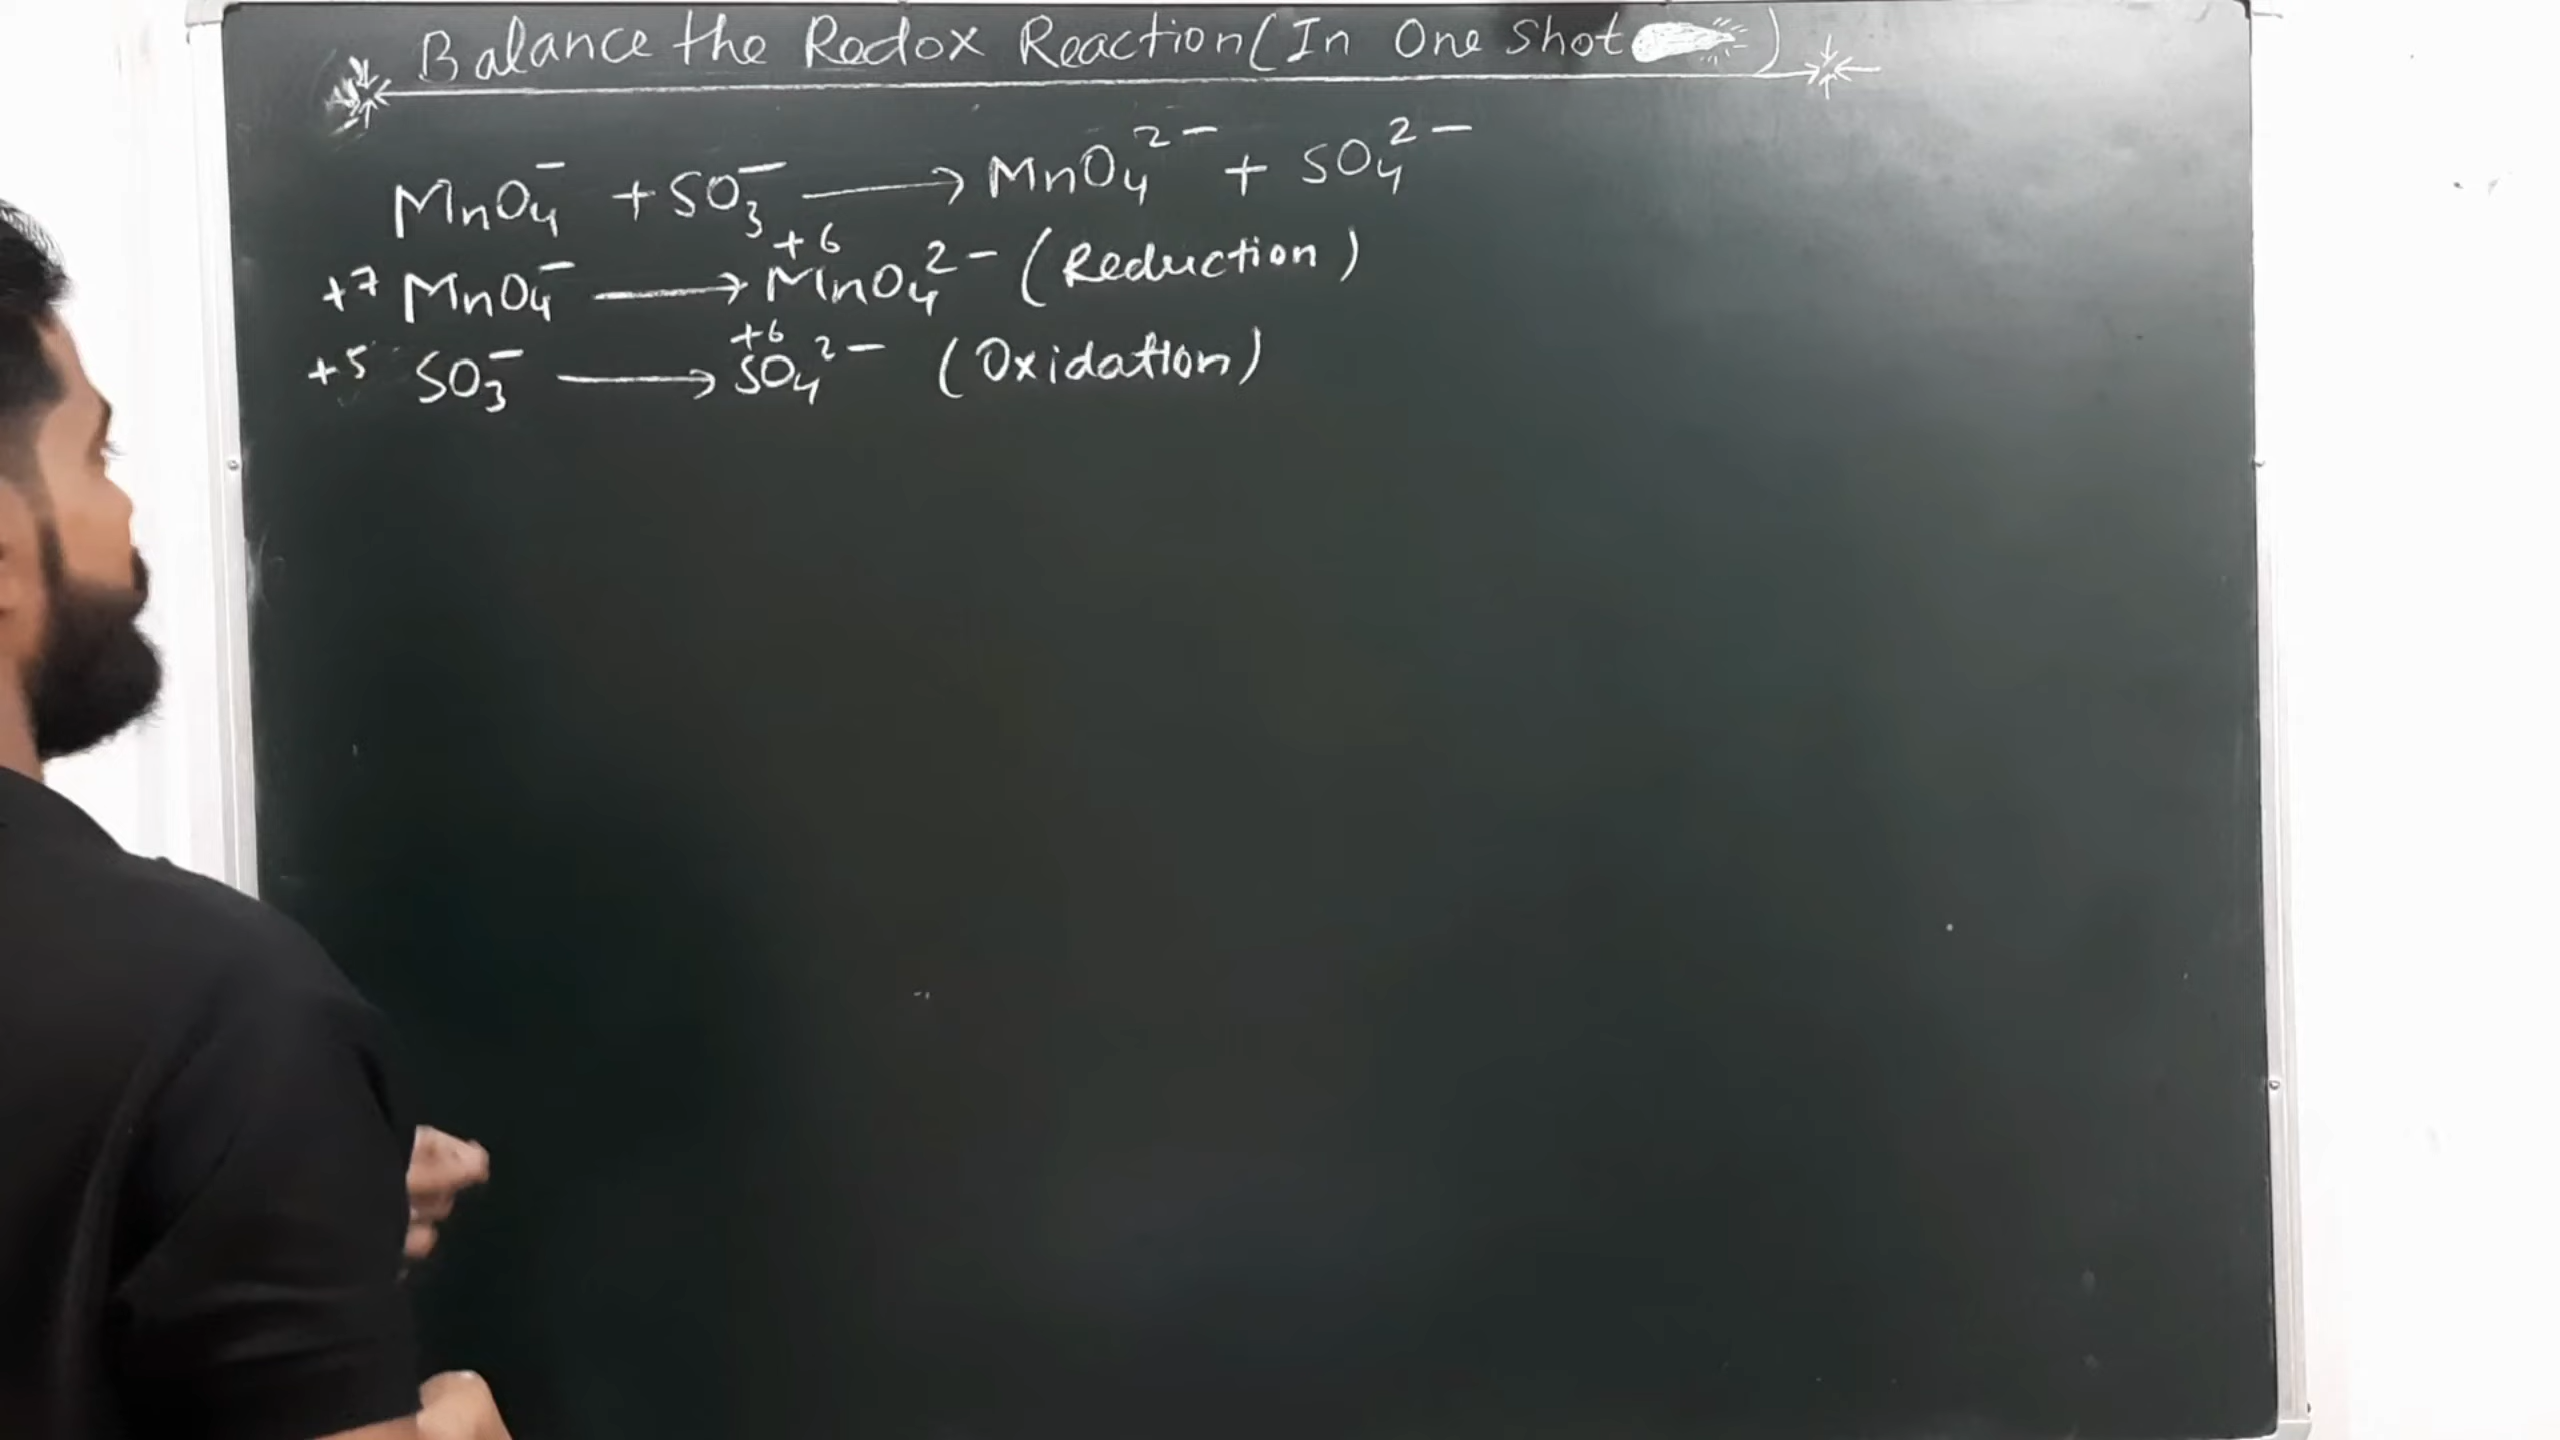 Balance the Redox Reaction (In One Shot)
MnO₄⁻ + SO₃⁻ ⟶ MnO₄²⁻ + SO₄²⁻
+7 MnO₄⁻ ⟶ +6 MnO₄²⁻ (Reduction)
+5 SO₃⁻ ⟶ +6 SO₄²⁻ (Oxidation)